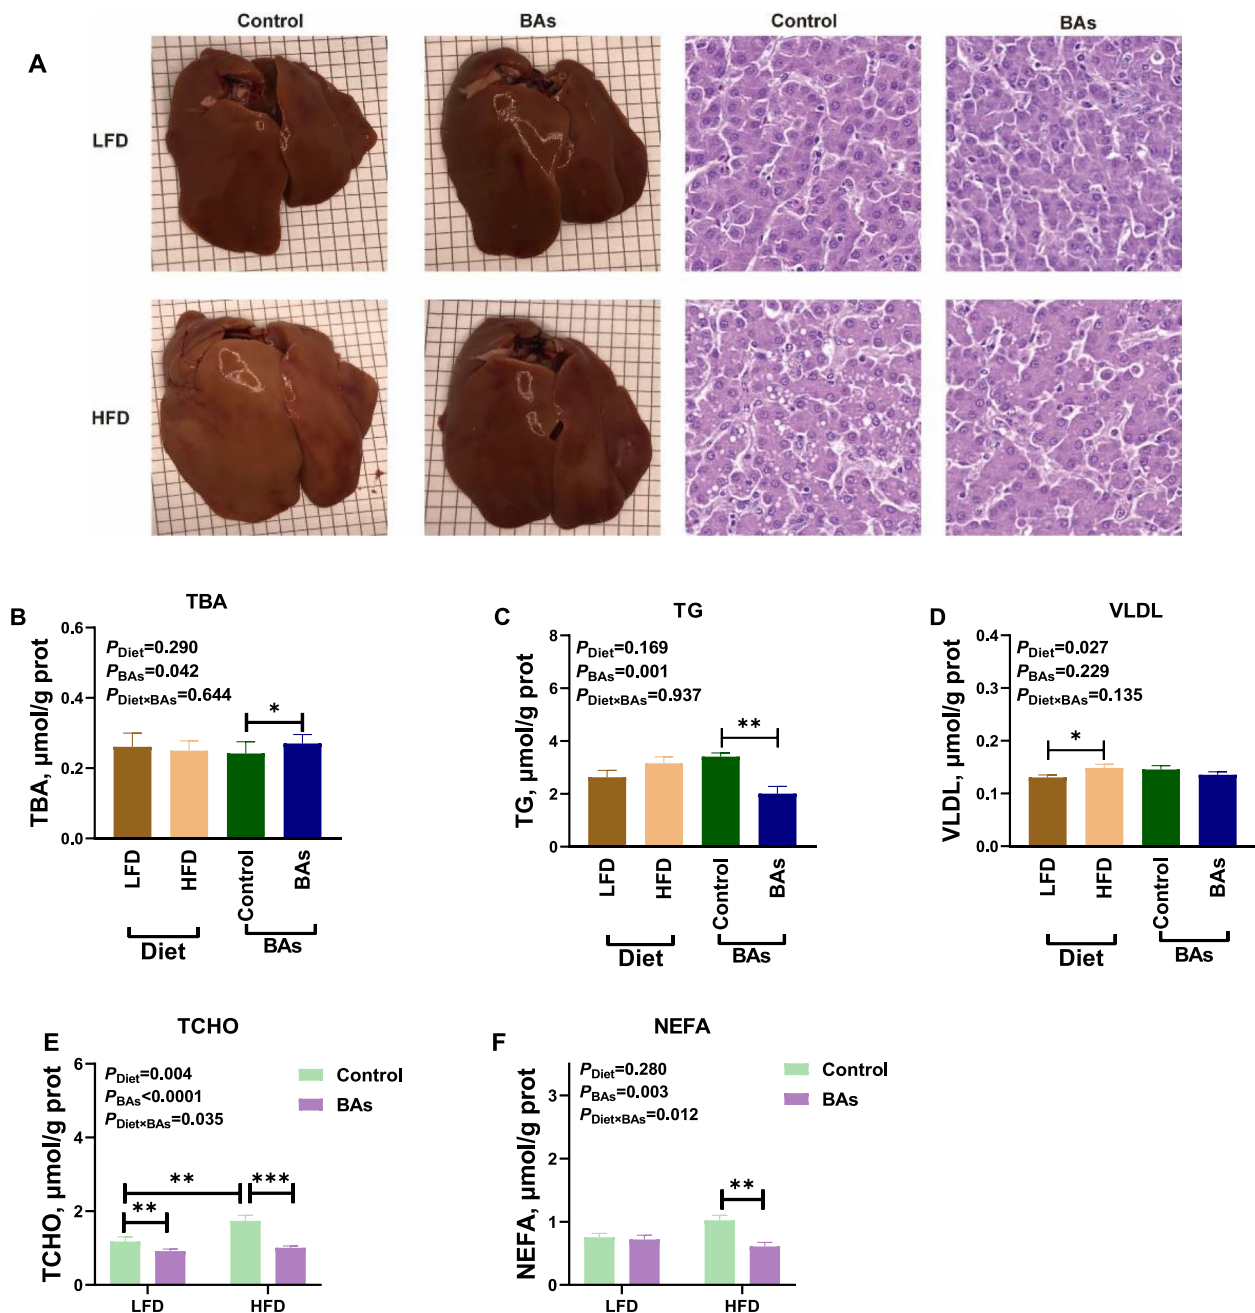 Control BAs Control BAs
A
LFD
HFD
B TBA
TBA, µmol/g prot
0.6
0.4
0.2
0.0
PDiet=0.290
PBAs=0.042
PDiet×BAs=0.644
*
LFD HFD Control BAs
Diet BAs
C TG
TG, µmol/g prot
8
6
4
2
0
PDiet=0.169
PBAs=0.001
PDiet×BAs=0.937
**
LFD HFD Control BAs
Diet BAs
D VLDL
VLDL, µmol/g prot
0.4
0.3
0.2
0.1
0.0
PDiet=0.027
PBAs=0.229
PDiet×BAs=0.135
*
LFD HFD Control BAs
Diet BAs
E TCHO
TCHO, µmol/g prot
6
4
2
0
PDiet=0.004
PBAs<0.0001
PDiet×BAs=0.035
Control
BAs
** ***
**
LFD HFD
F NEFA
NEFA, µmol/g prot
3
2
1
0
PDiet=0.280
PBAs=0.003
PDiet×BAs=0.012
Control
BAs
**
LFD HFD